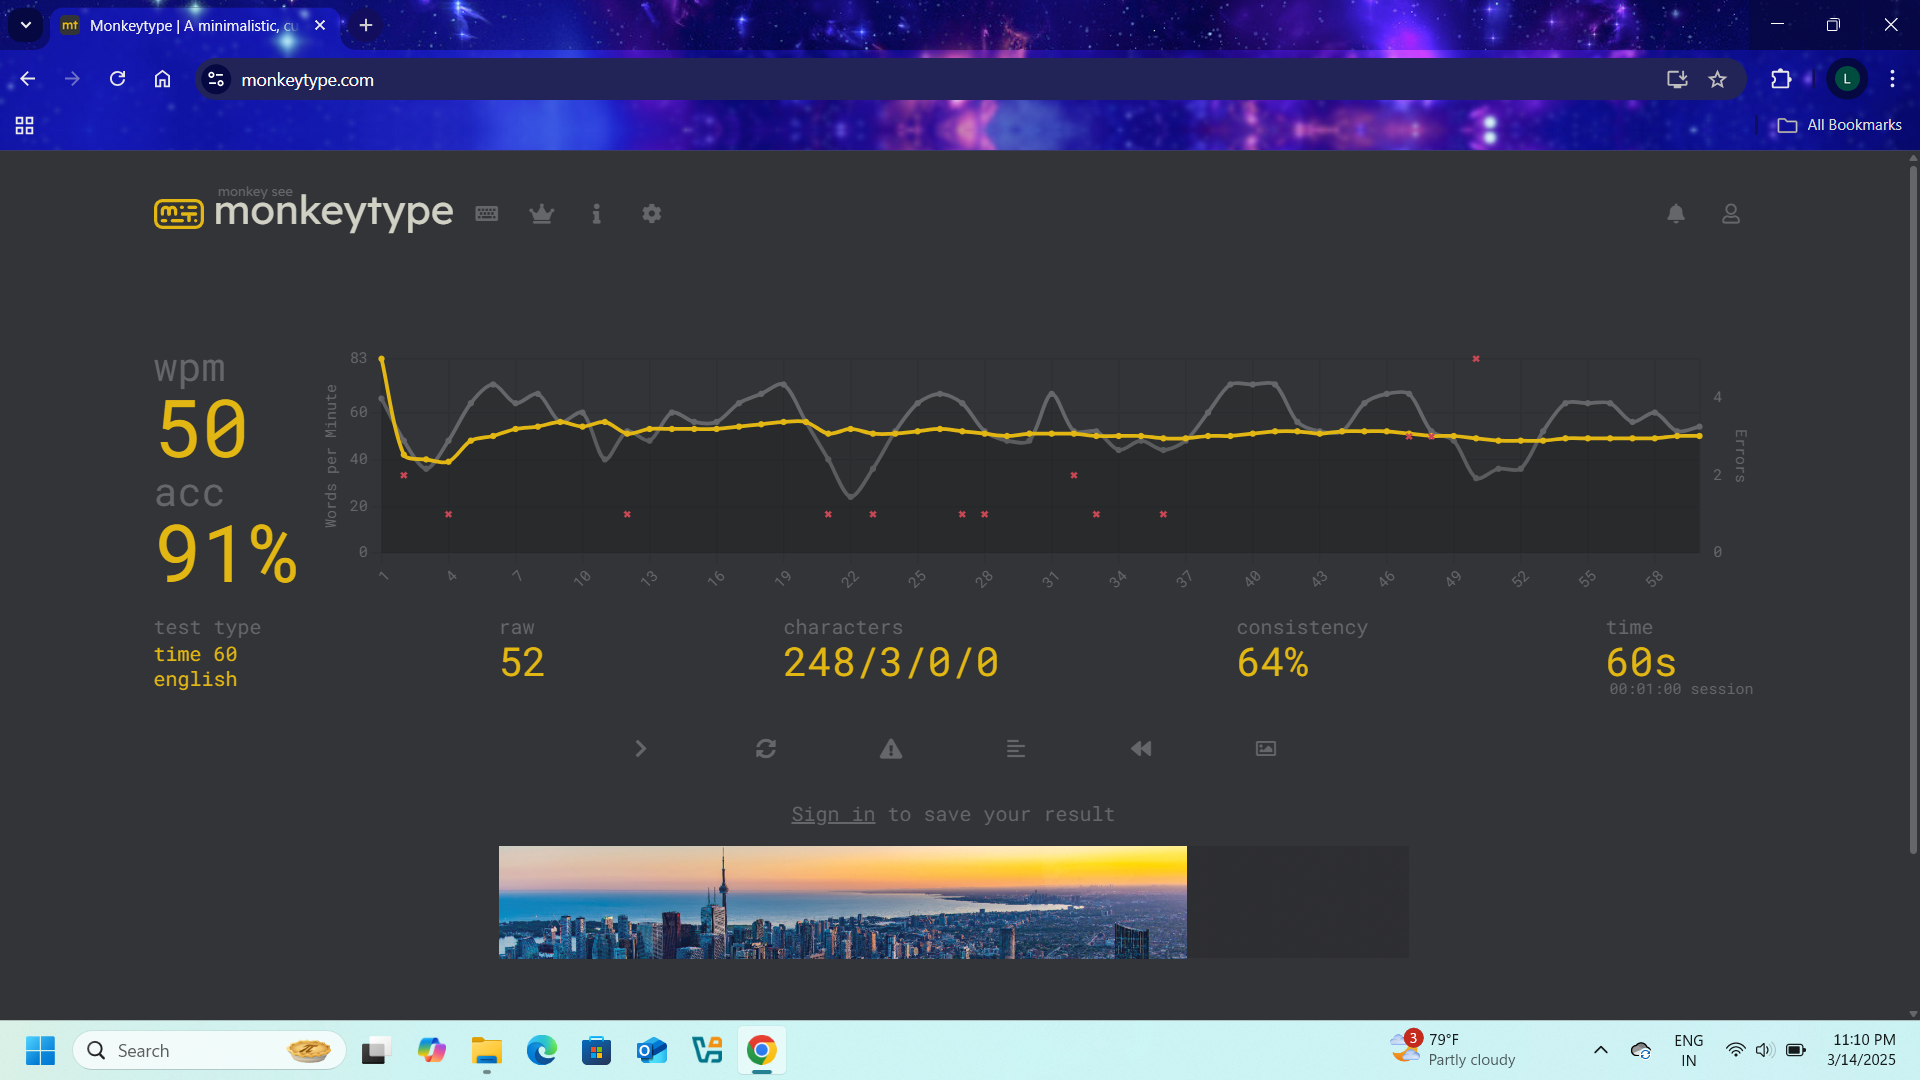 Monkeytype | A minimalistic, cu
monkeytype.com
L
All Bookmarks
monkey see
monkeytype
wpm
50
acc
91%
Words per Minute
83
60
40
20
0
1
4
7
10
13
16
19
22
25
28
31
34
37
40
43
46
49
52
55
58
4
2
0
Errors
test type
time 60
english
raw
52
characters
248/3/0/0
consistency
64%
time
60s
00:01:00 session
Sign in to save your result
Search
3
79°F
Partly cloudy
ENG
IN
11:10 PM
3/14/2025